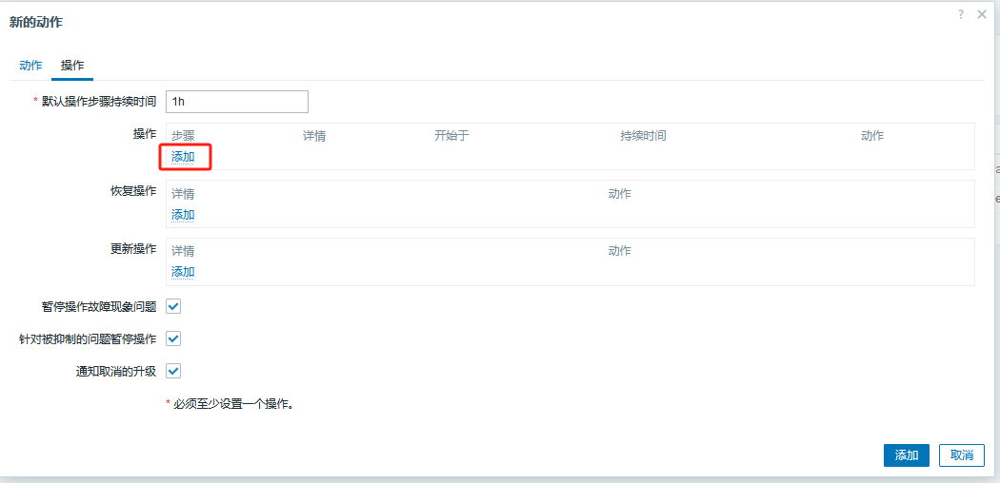 新的动作
?
动作 操作
* 默认操作步骤持续时间 1h
操作 步骤 详情 开始于 持续时间 动作
添加
恢复操作 详情 动作
添加
更新操作 详情 动作
添加
暂停操作故障现象问题
针对被抑制的问题暂停操作
通知取消的升级
* 必须至少设置一个操作。
添加 取消